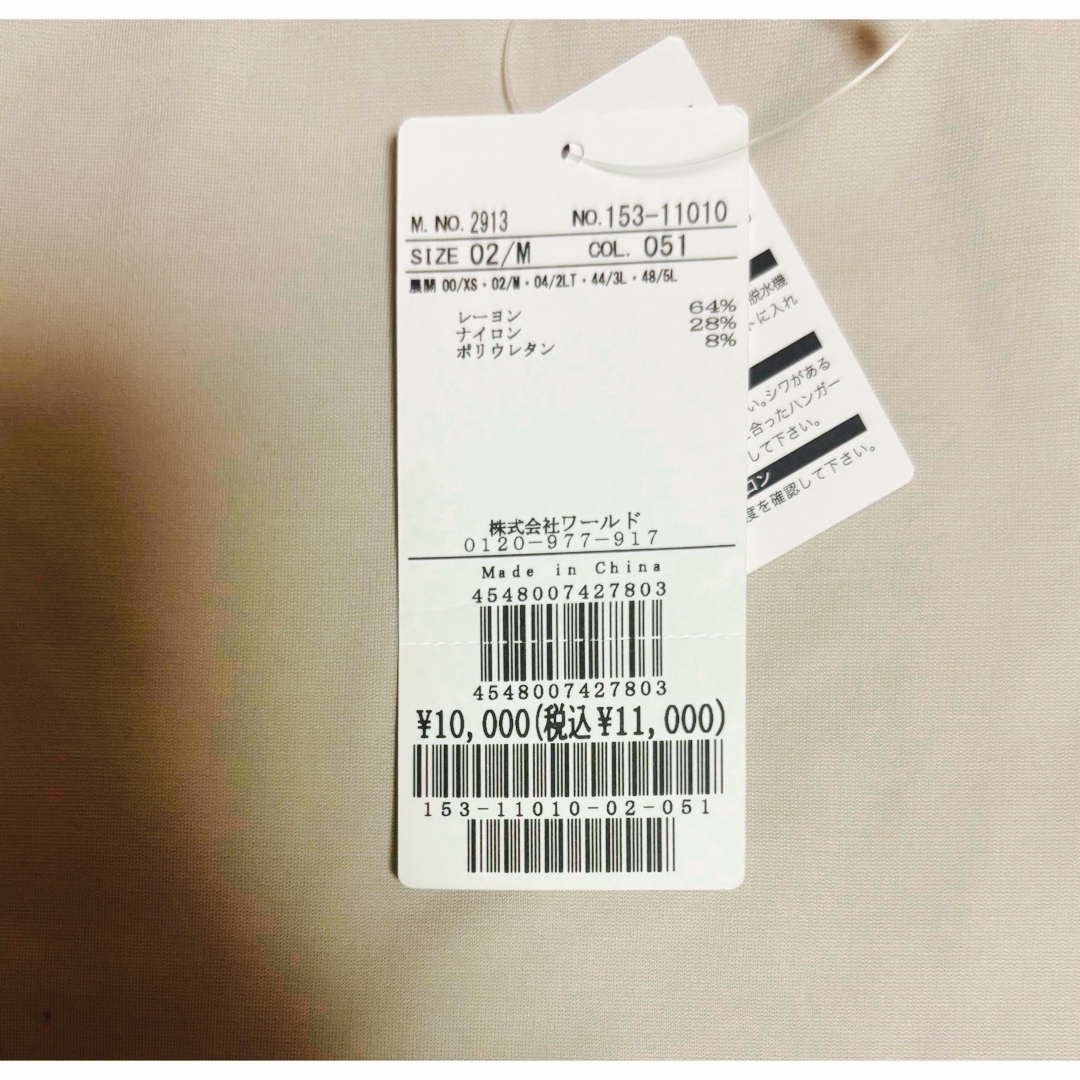 M. NO. 2913 NO. 153-11010
SIZE 02/M COL. 051
展開 00/XS・02/M・04/2LT・44/3L・48/5L
レーヨン 64%
ナイロン 28%
ポリウレタン 8%
株式会社ワールド
0120-977-917
Made in China
4548007427803
4548007427803
¥10,000(税込¥11,000)
153-11010-02-051
脱水機
に入れ
い。シワがある
合ったハンガー
して下さい。
コン
度を確認して下さい。